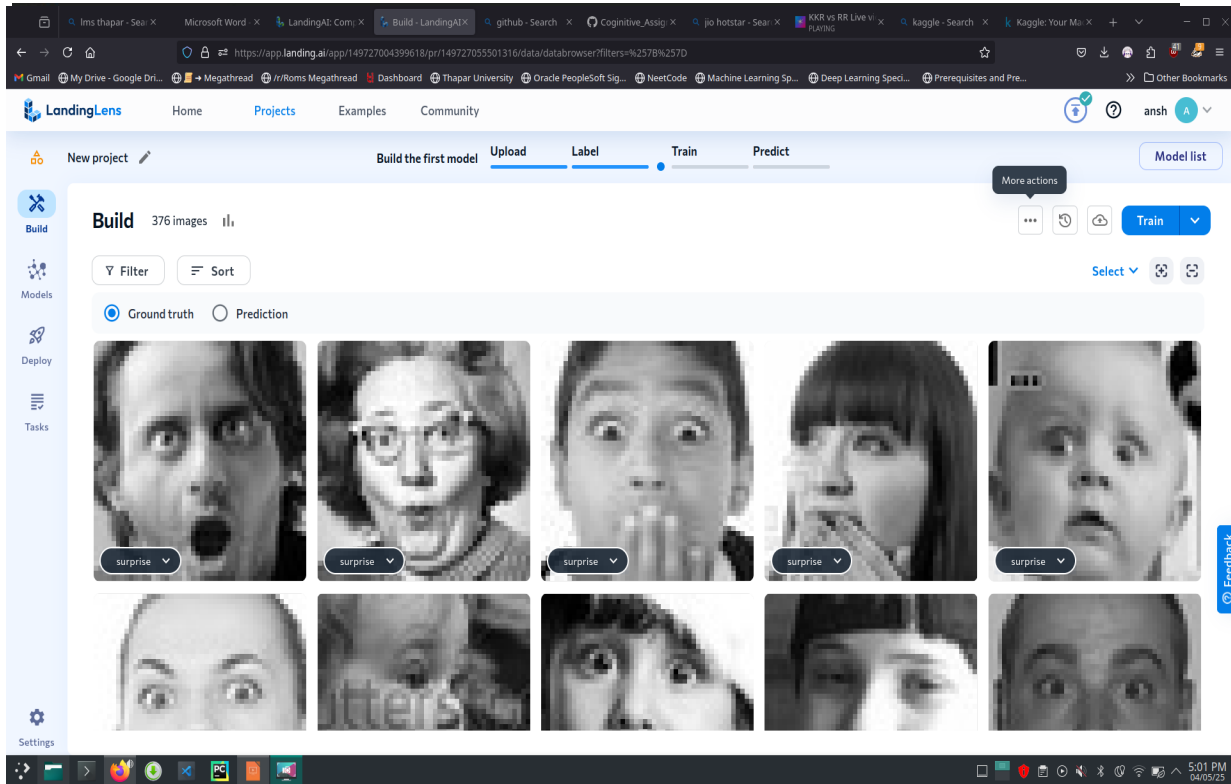 lms thapar - Sear
Microsoft Word
LandingAI: Comp
Build - LandingAI
github - Search
Coginitive_Assig
jio hotstar - Sear
KKR vs RR Live vi
PLAYING
kaggle - Search
Kaggle: Your Ma
https://app.landing.ai/app/149727004399618/pr/149727055501316/data/databrowser?filters=%257B%257D
41
Gmail
My Drive - Google Dri...
→ Megathread
/r/Roms Megathread
Dashboard
Thapar University
Oracle PeopleSoft Sig...
NeetCode
Machine Learning Sp...
Deep Learning Speci...
Prerequisites and Pre...
Other Bookmarks
LandingLens
Home
Projects
Examples
Community
ansh
A
New project
Build the first model
Upload
Label
Train
Predict
Model list
More actions
Build
Models
Deploy
Tasks
Settings
Build
376 images
Train
Filter
Sort
Select
Ground truth
Prediction
surprise
surprise
surprise
surprise
surprise
Feedback
5:01 PM
04/05/25